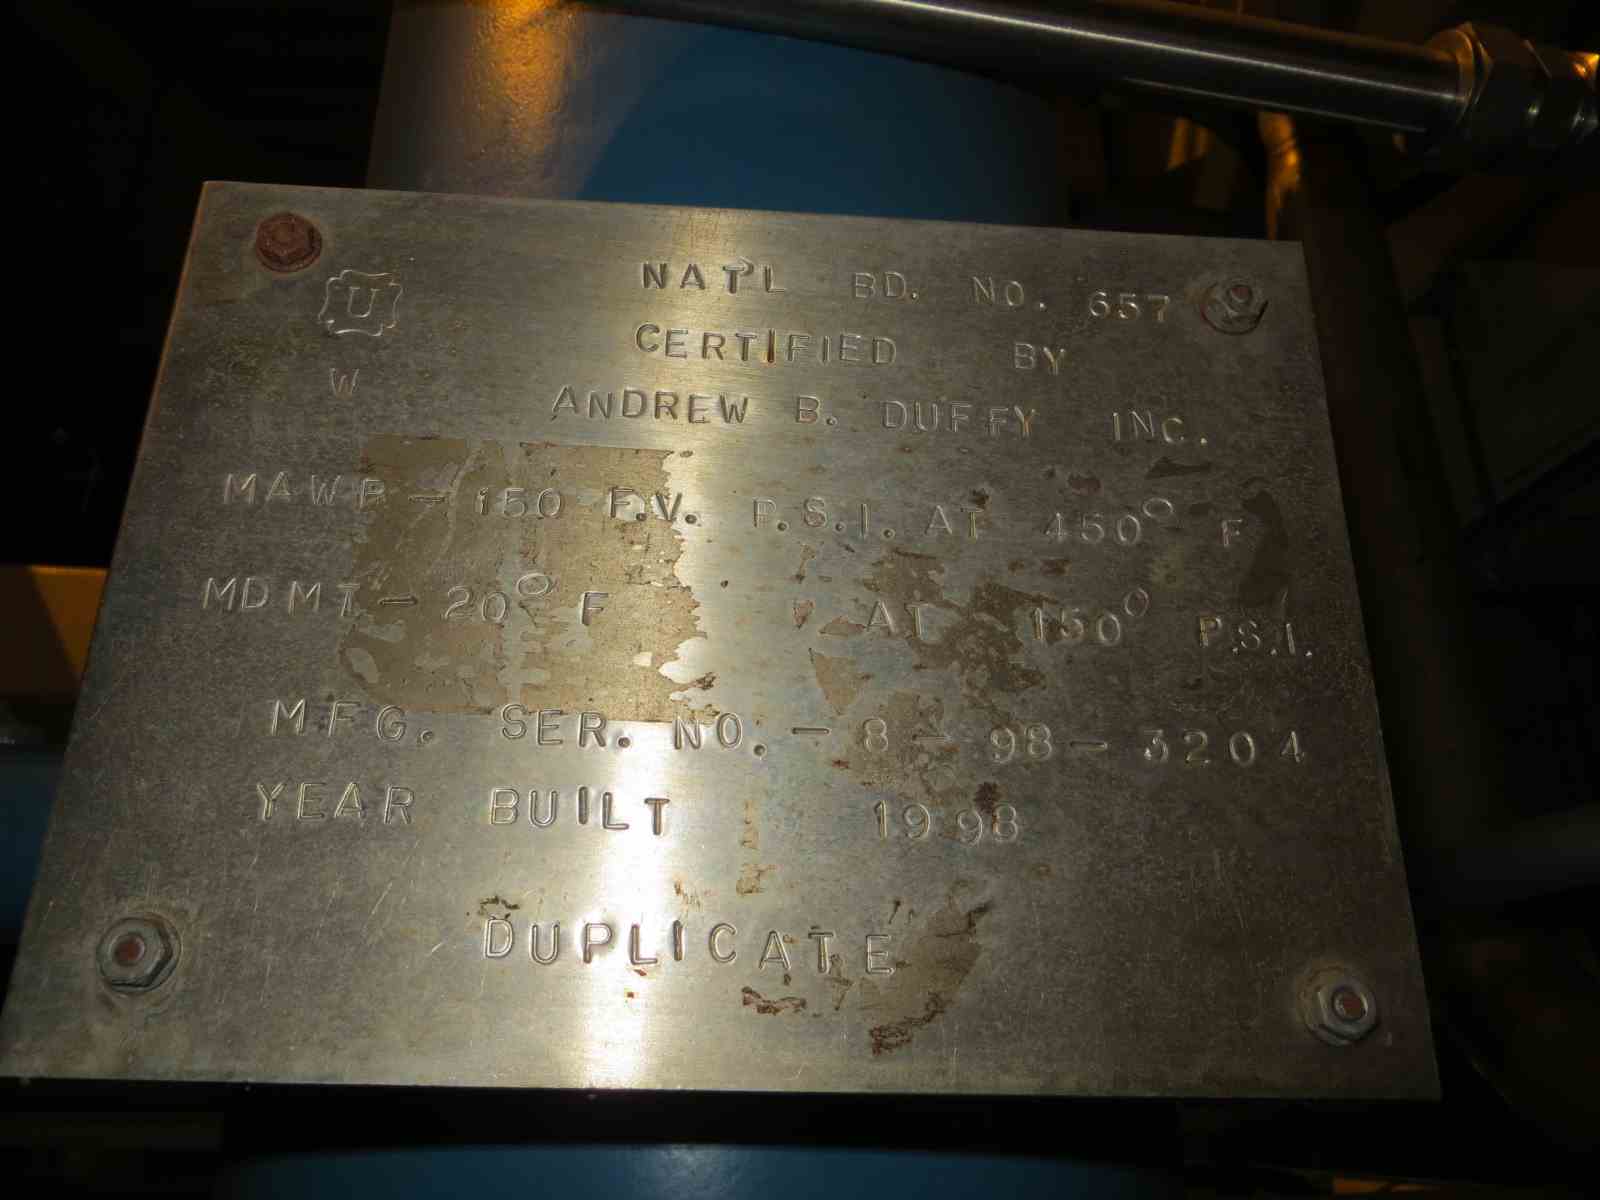 NAT'L BD. NO. 657
U
CERTIFIED BY
W
ANDREW B. DUFFY INC.
MAWP - 150 F.V. P.S.I. AT 450° F
MDMT - 20° F AT 150° P.S.I.
MFG. SER. NO. - 8 - 98 - 3204
YEAR BUILT 1998
DUPLICATE